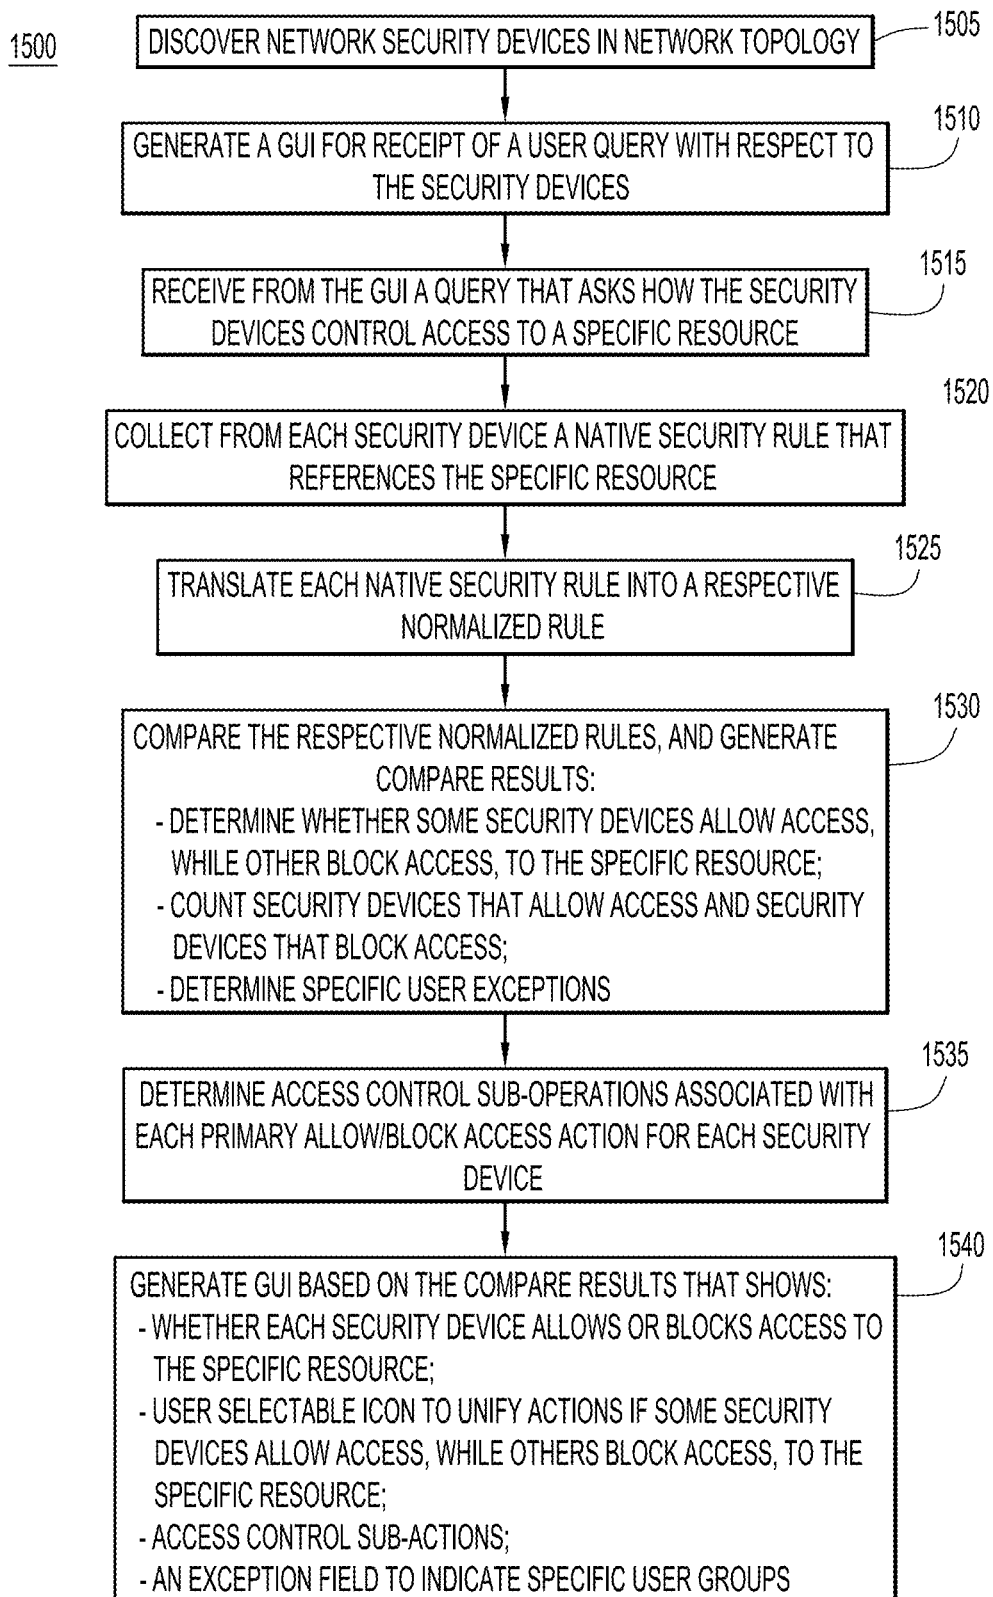 1500
DISCOVER NETWORK SECURITY DEVICES IN NETWORK TOPOLOGY
1505
GENERATE A GUI FOR RECEIPT OF A USER QUERY WITH RESPECT TO
THE SECURITY DEVICES
1510
RECEIVE FROM THE GUI A QUERY THAT ASKS HOW THE SECURITY
DEVICES CONTROL ACCESS TO A SPECIFIC RESOURCE
1515
COLLECT FROM EACH SECURITY DEVICE A NATIVE SECURITY RULE THAT
REFERENCES THE SPECIFIC RESOURCE
1520
TRANSLATE EACH NATIVE SECURITY RULE INTO A RESPECTIVE
NORMALIZED RULE
1525
COMPARE THE RESPECTIVE NORMALIZED RULES, AND GENERATE
COMPARE RESULTS:
- DETERMINE WHETHER SOME SECURITY DEVICES ALLOW ACCESS,
WHILE OTHER BLOCK ACCESS, TO THE SPECIFIC RESOURCE;
- COUNT SECURITY DEVICES THAT ALLOW ACCESS AND SECURITY
DEVICES THAT BLOCK ACCESS;
- DETERMINE SPECIFIC USER EXCEPTIONS
1530
DETERMINE ACCESS CONTROL SUB-OPERATIONS ASSOCIATED WITH
EACH PRIMARY ALLOW/BLOCK ACCESS ACTION FOR EACH SECURITY
DEVICE
1535
GENERATE GUI BASED ON THE COMPARE RESULTS THAT SHOWS:
- WHETHER EACH SECURITY DEVICE ALLOWS OR BLOCKS ACCESS TO
THE SPECIFIC RESOURCE;
- USER SELECTABLE ICON TO UNIFY ACTIONS IF SOME SECURITY
DEVICES ALLOW ACCESS, WHILE OTHERS BLOCK ACCESS, TO THE
SPECIFIC RESOURCE;
- ACCESS CONTROL SUB-ACTIONS;
- AN EXCEPTION FIELD TO INDICATE SPECIFIC USER GROUPS
1540